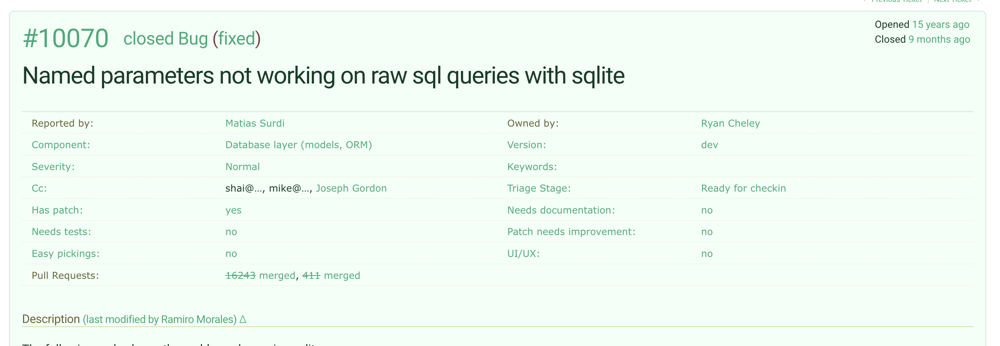 Previous Ticket | Next Ticket
Opened 15 years ago
Closed 9 months ago
#10070 closed Bug (fixed)
Named parameters not working on raw sql queries with sqlite
Reported by: Matias Surdi Owned by: Ryan Cheley
Component: Database layer (models, ORM) Version: dev
Severity: Normal Keywords:
Cc: shai@…, mike@…, Joseph Gordon Triage Stage: Ready for checkin
Has patch: yes Needs documentation: no
Needs tests: no Patch needs improvement: no
Easy pickings: no UI/UX: no
Pull Requests: 16243 merged, 411 merged
Description (last modified by Ramiro Morales) Δ